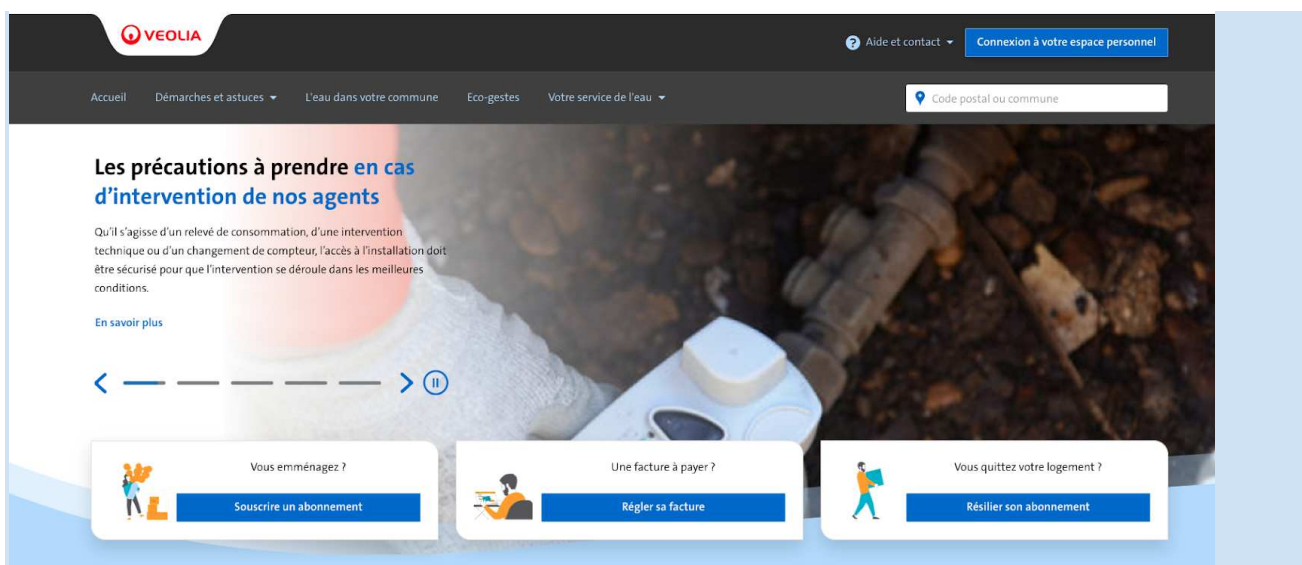 VEOLIA
Aide et contact
Connexion à votre espace personnel
Accueil
Démarches et astuces
L'eau dans votre commune
Eco-gestes
Votre service de l'eau
Code postal ou commune
Les précautions à prendre en cas
d'intervention de nos agents
Qu'il s'agisse d'un relevé de consommation, d'une intervention
technique ou d'un changement de compteur, l'accès à l'installation doit
être sécurisé pour que l'intervention se déroule dans les meilleures
conditions.
En savoir plus
Vous emménagez ?
Souscrire un abonnement
Une facture à payer ?
Régler sa facture
Vous quittez votre logement ?
Résilier son abonnement